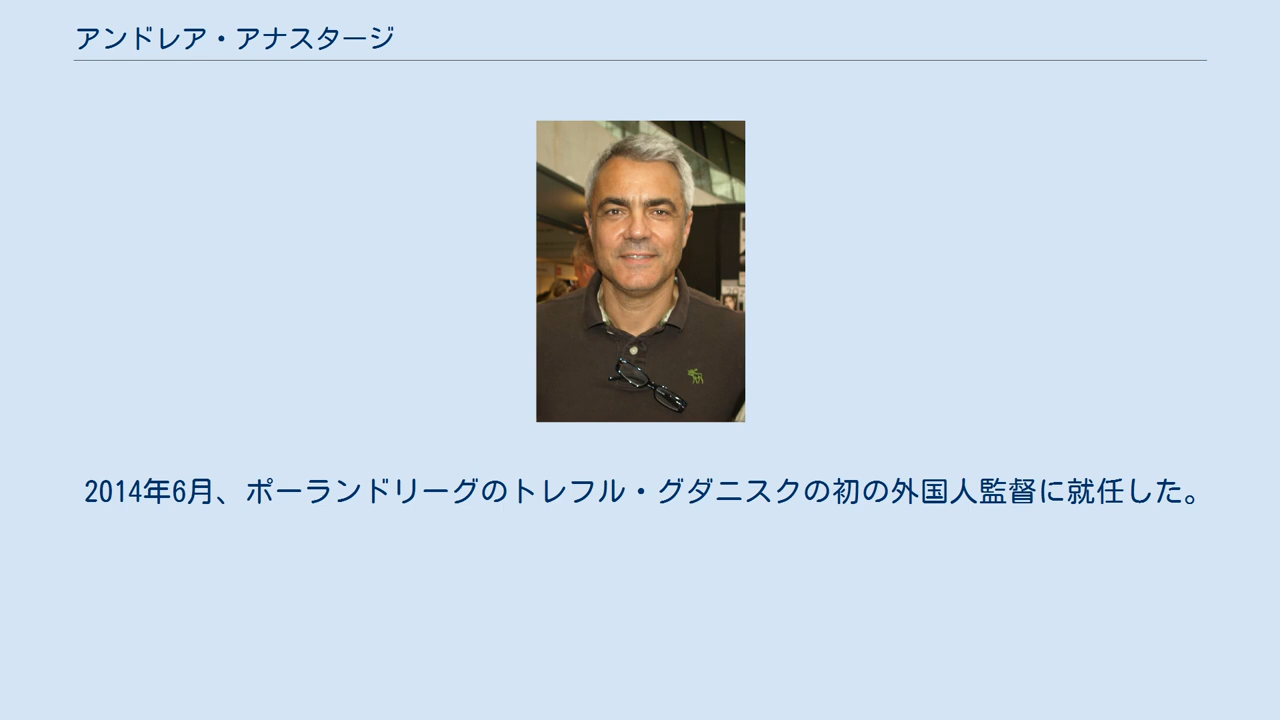 アンドレア・アナスタージ
2014年6月、ポーランドリーグのトレフル・グダニスクの初の外国人監督に就任した。